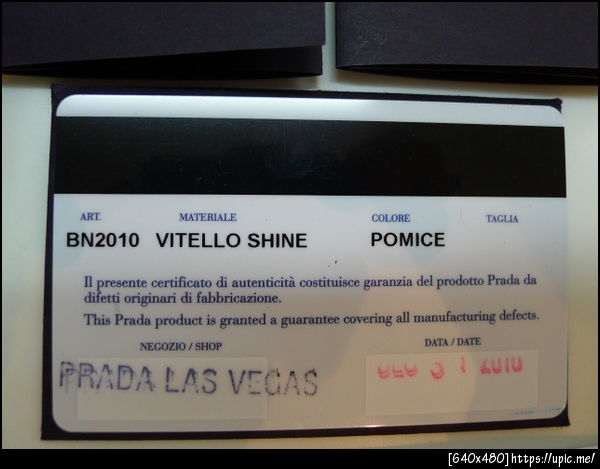 ART. MATERIALE COLORE TAGLIA
BN2010 VITELLO SHINE POMICE
Il presente certificato di autenticità costituisce garanzia del prodotto Prada da
difetti originari di fabbricazione.
This Prada product is granted a guarantee covering all manufacturing defects.
NEGOZIO / SHOP DATA / DATE
PRADA LAS VEGAS 2010
[640x480]https://upic.me/